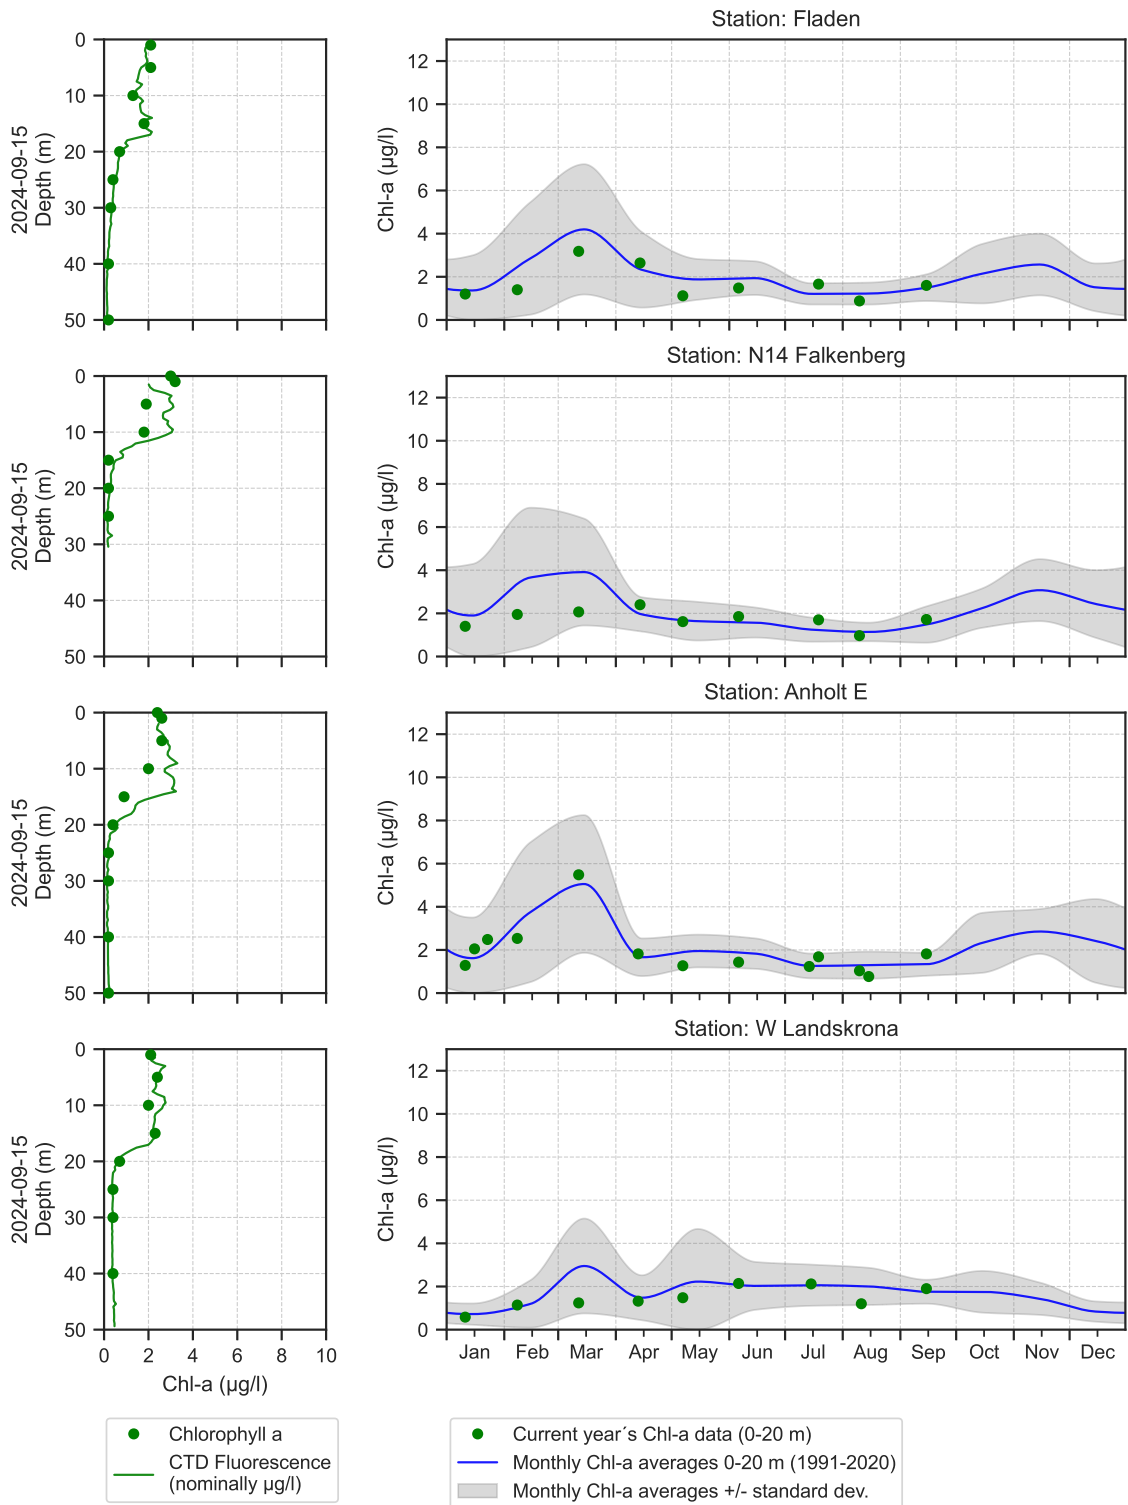 Station: Fladen
0
10
20
30
40
50
2024-09-15
Depth (m)
12
10
8
6
4
2
0
Chl-a (µg/l)
Station: N14 Falkenberg
0
10
20
30
40
50
2024-09-15
Depth (m)
12
10
8
6
4
2
0
Chl-a (µg/l)
Station: Anholt E
0
10
20
30
40
50
2024-09-15
Depth (m)
12
10
8
6
4
2
0
Chl-a (µg/l)
Station: W Landskrona
0
10
20
30
40
50
2024-09-15
Depth (m)
0 2 4 6 8 10
Chl-a (µg/l)
12
10
8
6
4
2
0
Chl-a (µg/l)
Jan Feb Mar Apr May Jun Jul Aug Sep Oct Nov Dec
Chlorophyll a
CTD Fluorescence
(nominally µg/l)
Current year´s Chl-a data (0-20 m)
Monthly Chl-a averages 0-20 m (1991-2020)
Monthly Chl-a averages +/- standard dev.